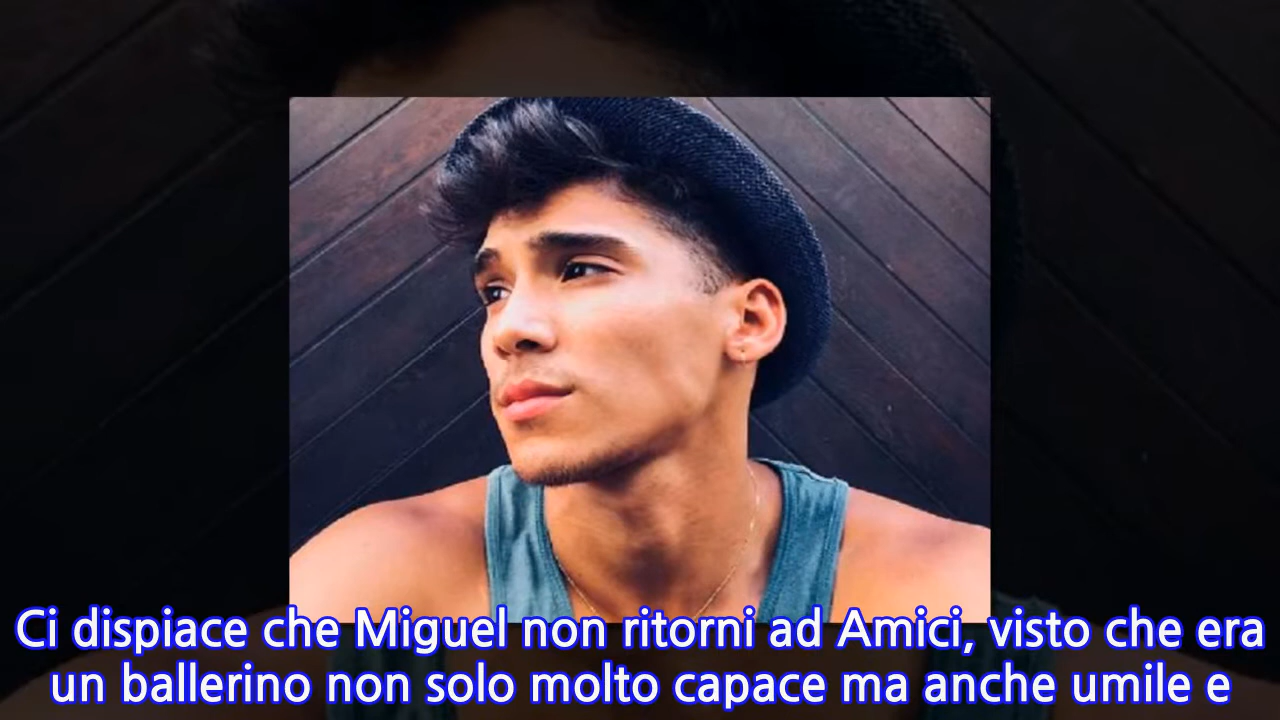 Ci dispiace che Miguel non ritorni ad Amici, visto che era
un ballerino non solo molto capace ma anche umile e